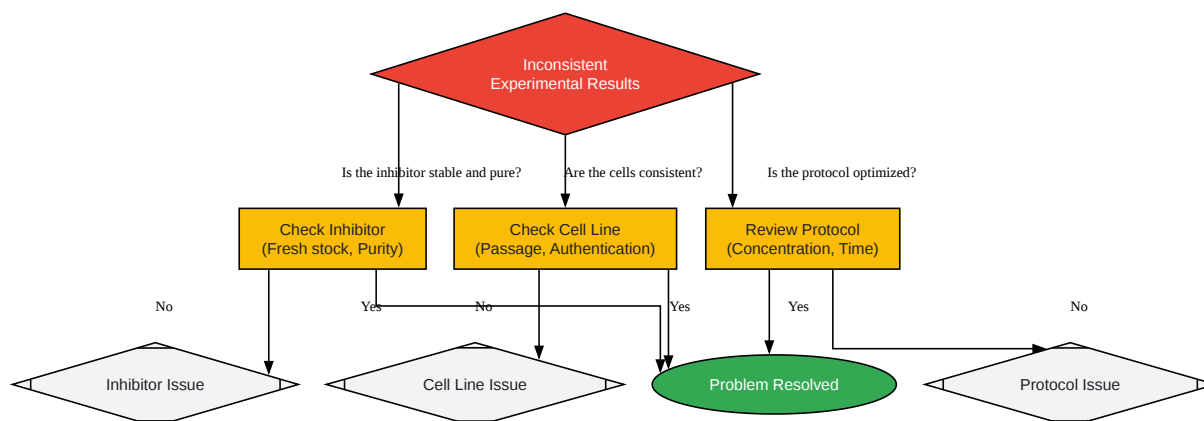 Inconsistent
Experimental Results
Is the inhibitor stable and pure?
Are the cells consistent?
Is the protocol optimized?
Check Inhibitor
(Fresh stock, Purity)
Check Cell Line
(Passage, Authentication)
Review Protocol
(Concentration, Time)
No
Yes
No
Yes
Yes
No
Inhibitor Issue
Cell Line Issue
Problem Resolved
Protocol Issue